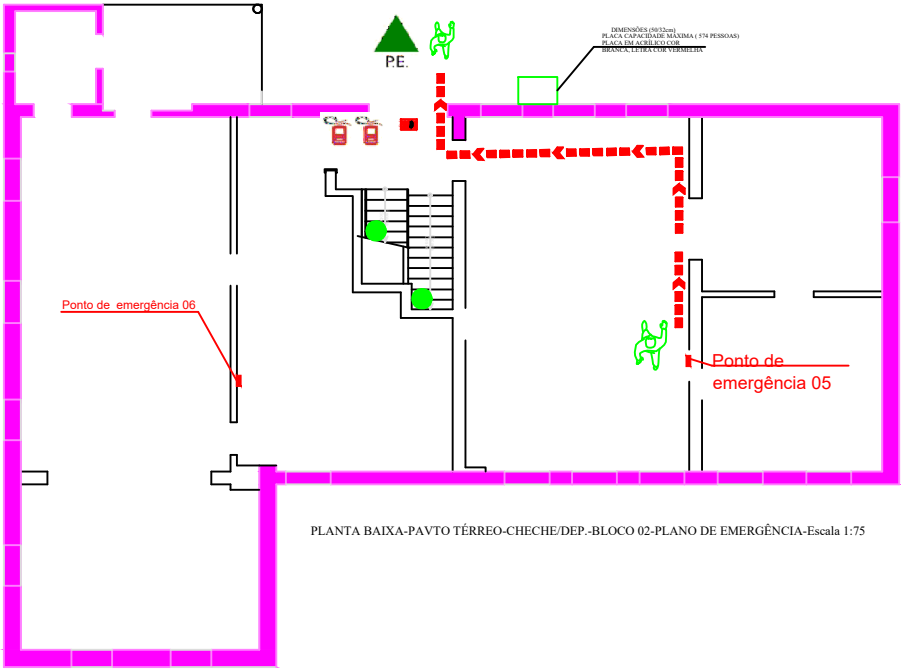 P.E.
DIMENSÕES (50/32cm)
PLACA CAPACIDADE MÁXIMA ( 574 PESSOAS)
PLACA EM ACRÍLICO COR
BRANCA, LETRA COR VERMELHA
Ponto de emergência 06
Ponto de
emergência 05
PLANTA BAIXA-PAVTO TÉRREO-CHECHE/DEP.-BLOCO 02-PLANO DE EMERGÊNCIA-Escala 1:75